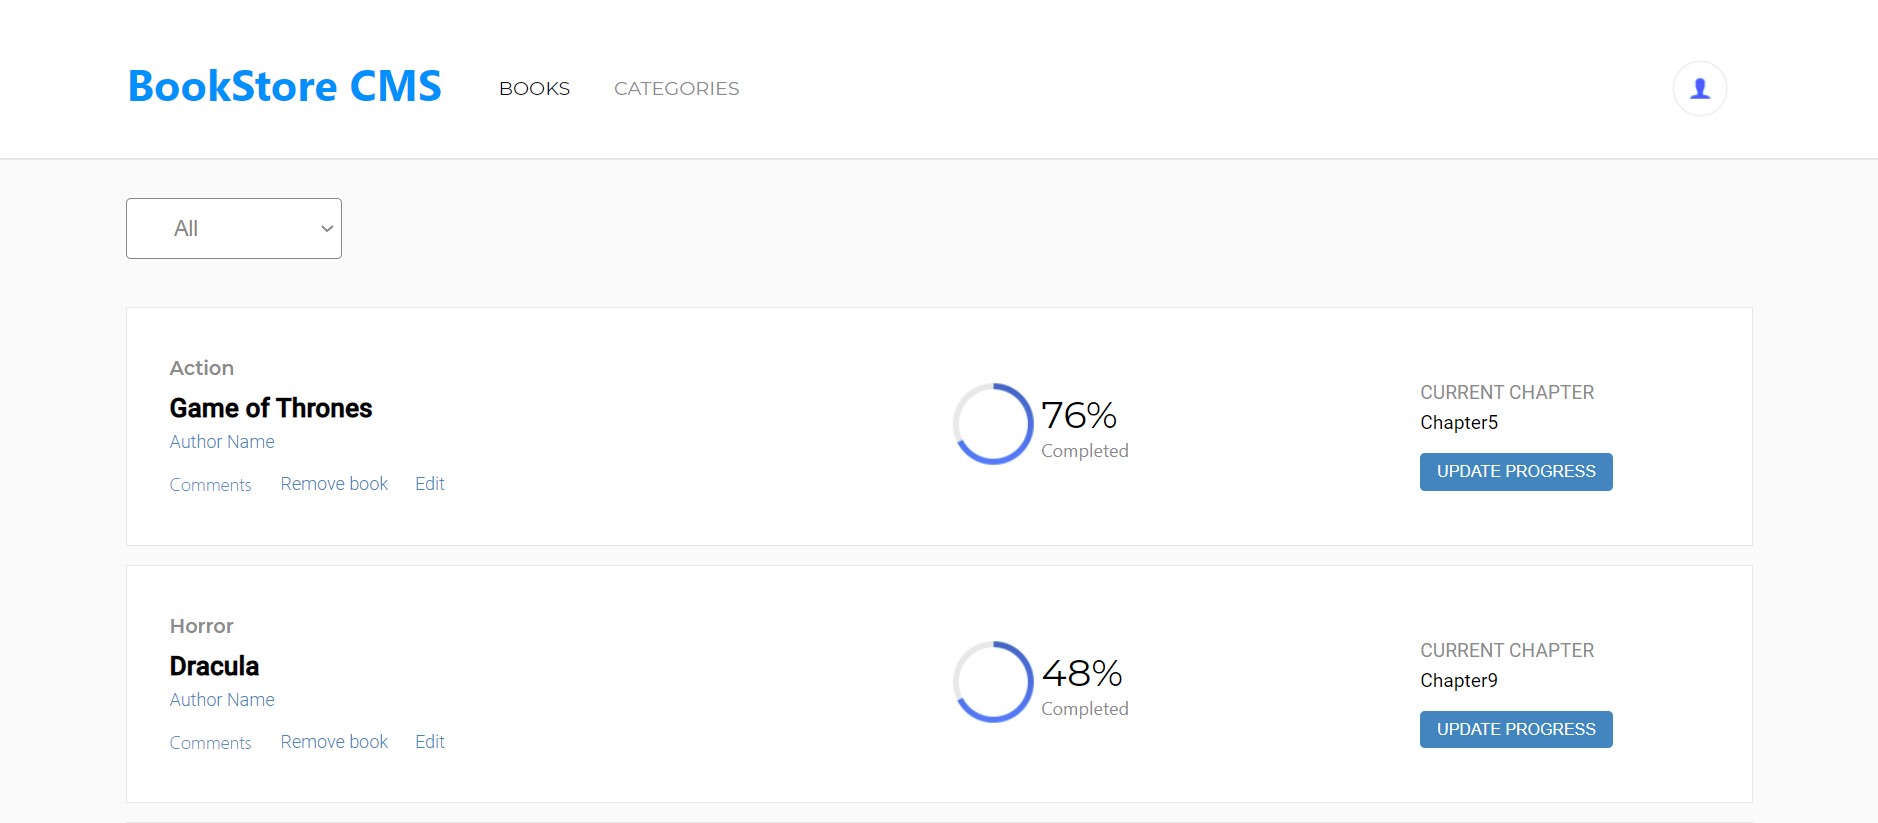 BookStore CMS BOOKS CATEGORIES
All
Action
Game of Thrones
Author Name
Comments Remove book Edit
76%
Completed
CURRENT CHAPTER
Chapter5
UPDATE PROGRESS
Horror
Dracula
Author Name
Comments Remove book Edit
48%
Completed
CURRENT CHAPTER
Chapter9
UPDATE PROGRESS